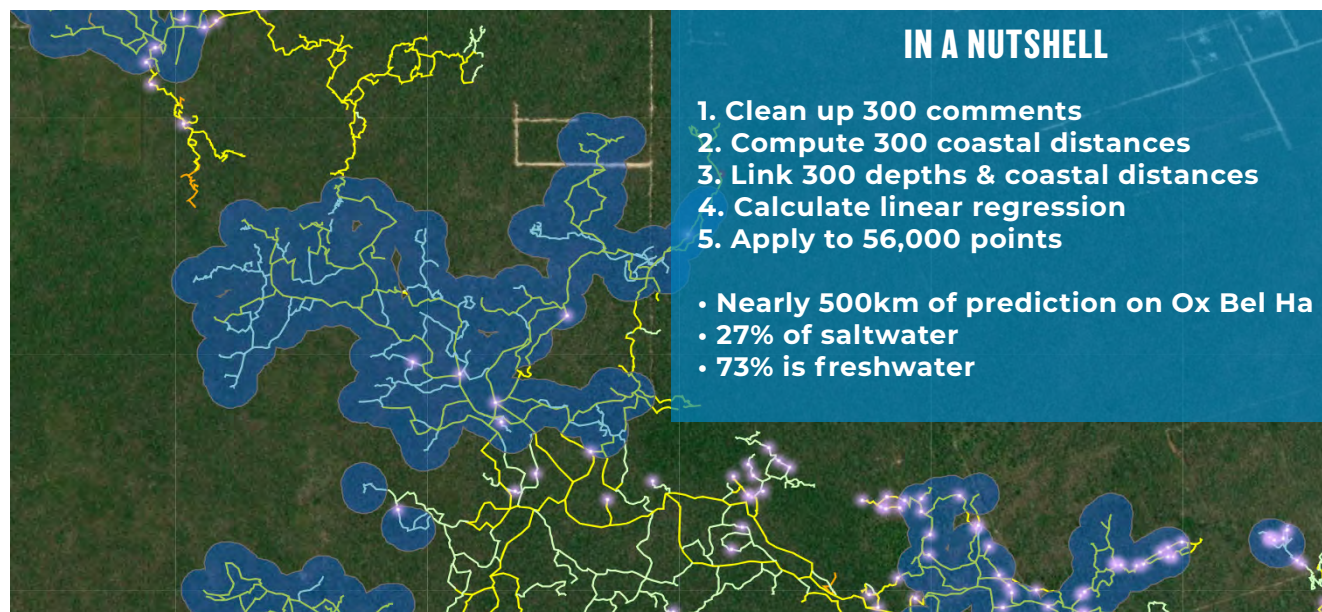 IN A NUTSHELL
1. Clean up 300 comments
2. Compute 300 coastal distances
3. Link 300 depths & coastal distances
4. Calculate linear regression
5. Apply to 56,000 points
• Nearly 500km of prediction on Ox Bel Ha
• 27% of saltwater
• 73% is freshwater